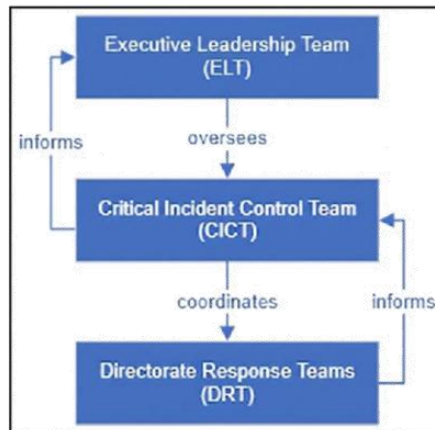 Executive Leadership Team
(ELT)
informs
oversees
Critical Incident Control Team
(CICT)
coordinates
informs
Directorate Response Teams
(DRT)